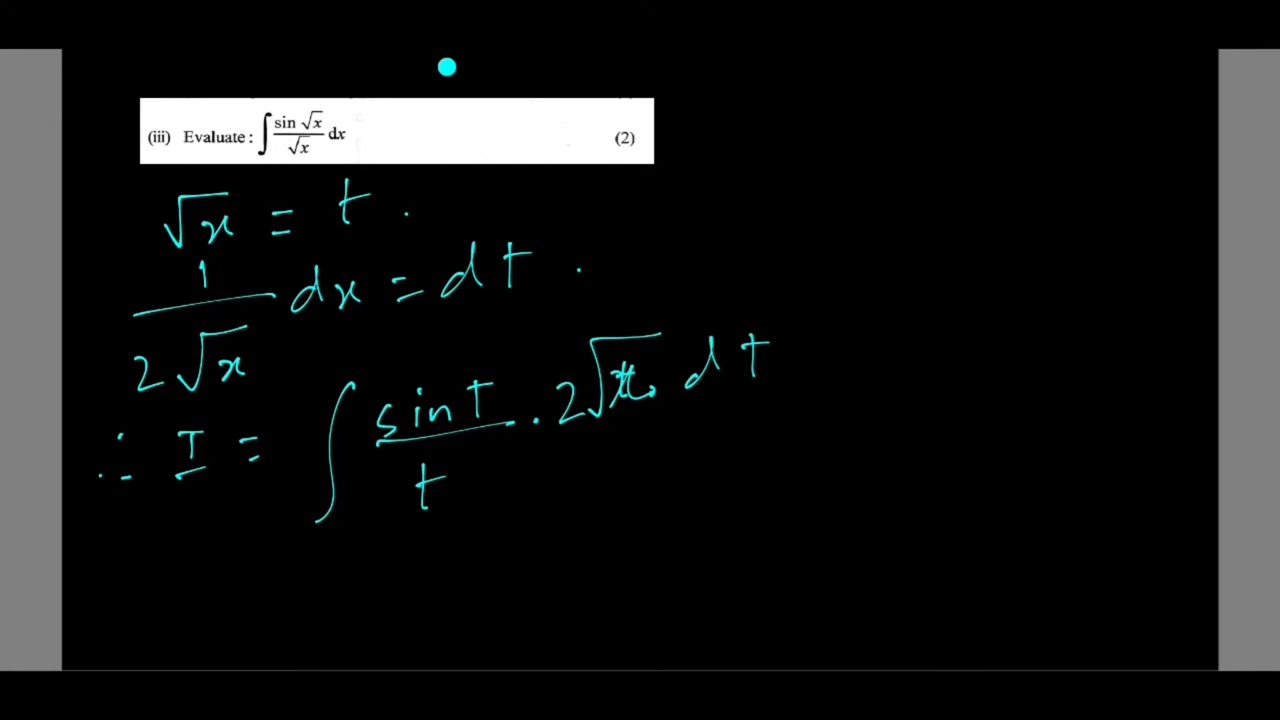 (iii) Evaluate : ∫ sin √x / √x dx (2)
√x = t .
1 / 2√x dx = dt .
∴ I = ∫ sin t / t . 2√x . dt